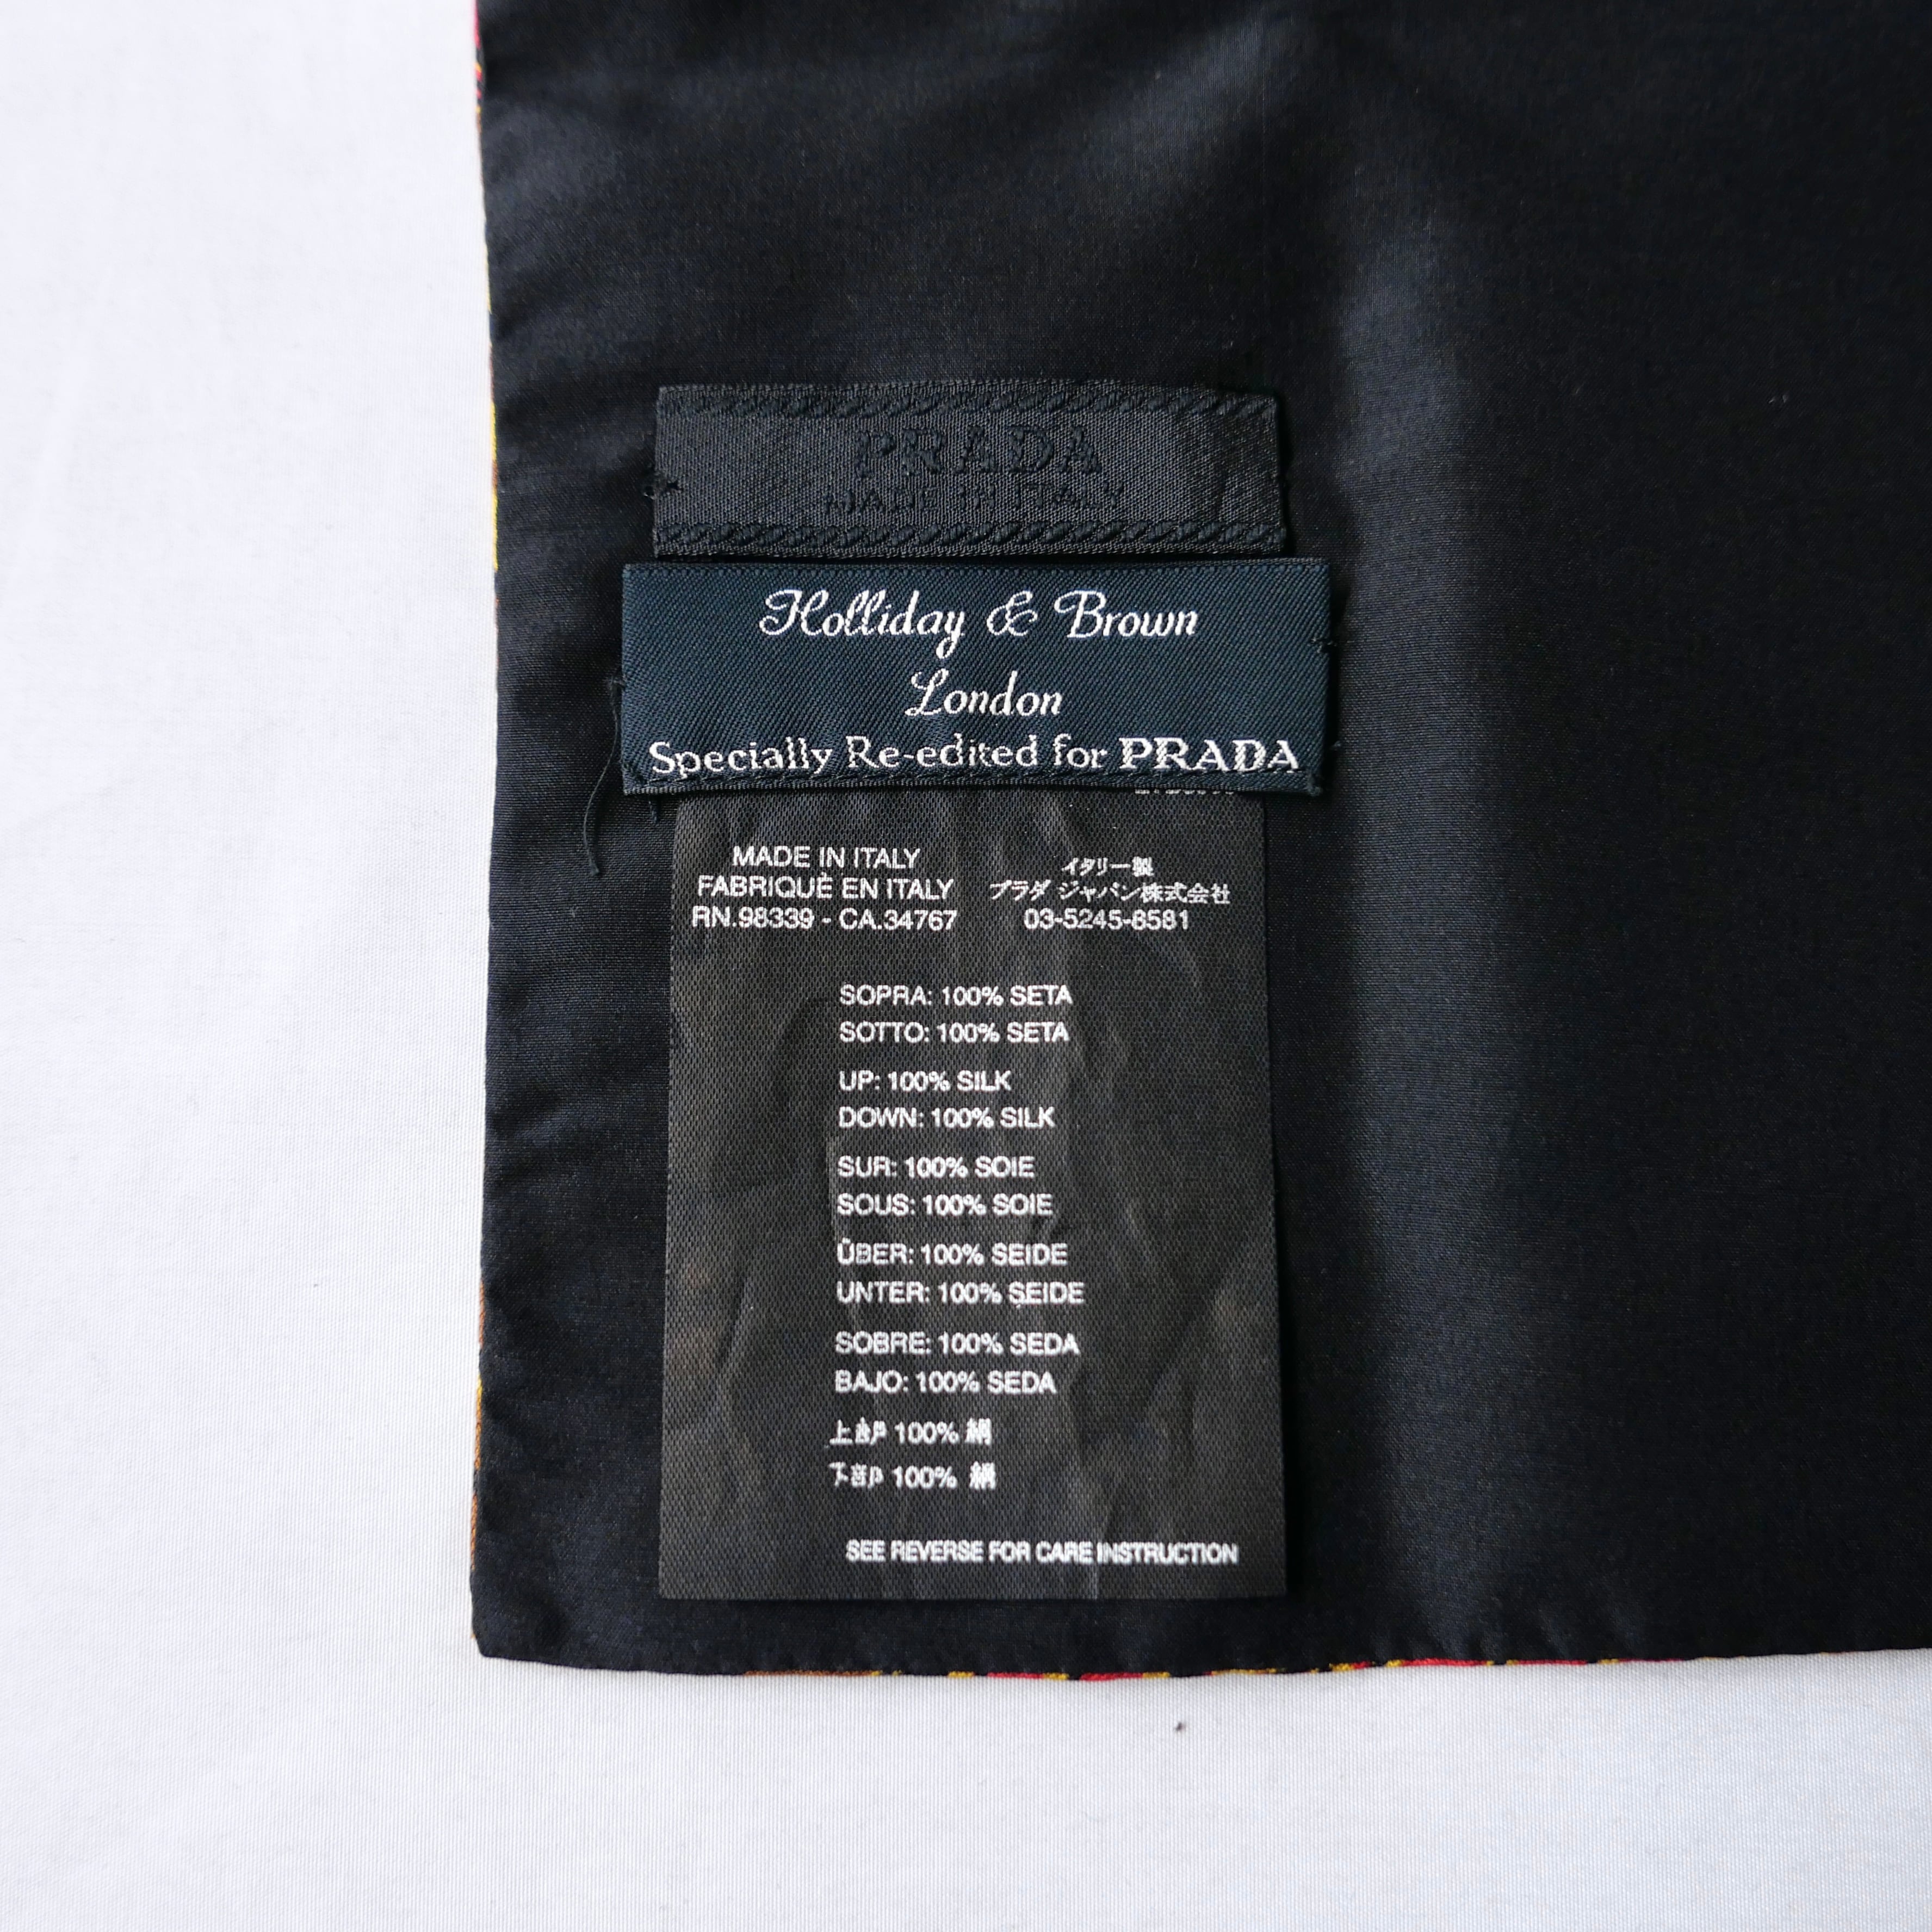 PRADA
MADE IN ITALY
Holliday & Brown
London
Specially Re-edited for PRADA
MADE IN ITALY
FABRIQUÈ EN ITALY
RN.98339 - CA.34767
イタリー製
プラダ ジャパン株式会社
03-5245-8581
SOPRA: 100% SETA
SOTTO: 100% SETA
UP: 100% SILK
DOWN: 100% SILK
SUR: 100% SOIE
SOUS: 100% SOIE
ÜBER: 100% SEIDE
UNTER: 100% SEIDE
SOBRE: 100% SEDA
BAJO: 100% SEDA
上部 100% 絹
下部 100% 絹
SEE REVERSE FOR CARE INSTRUCTION